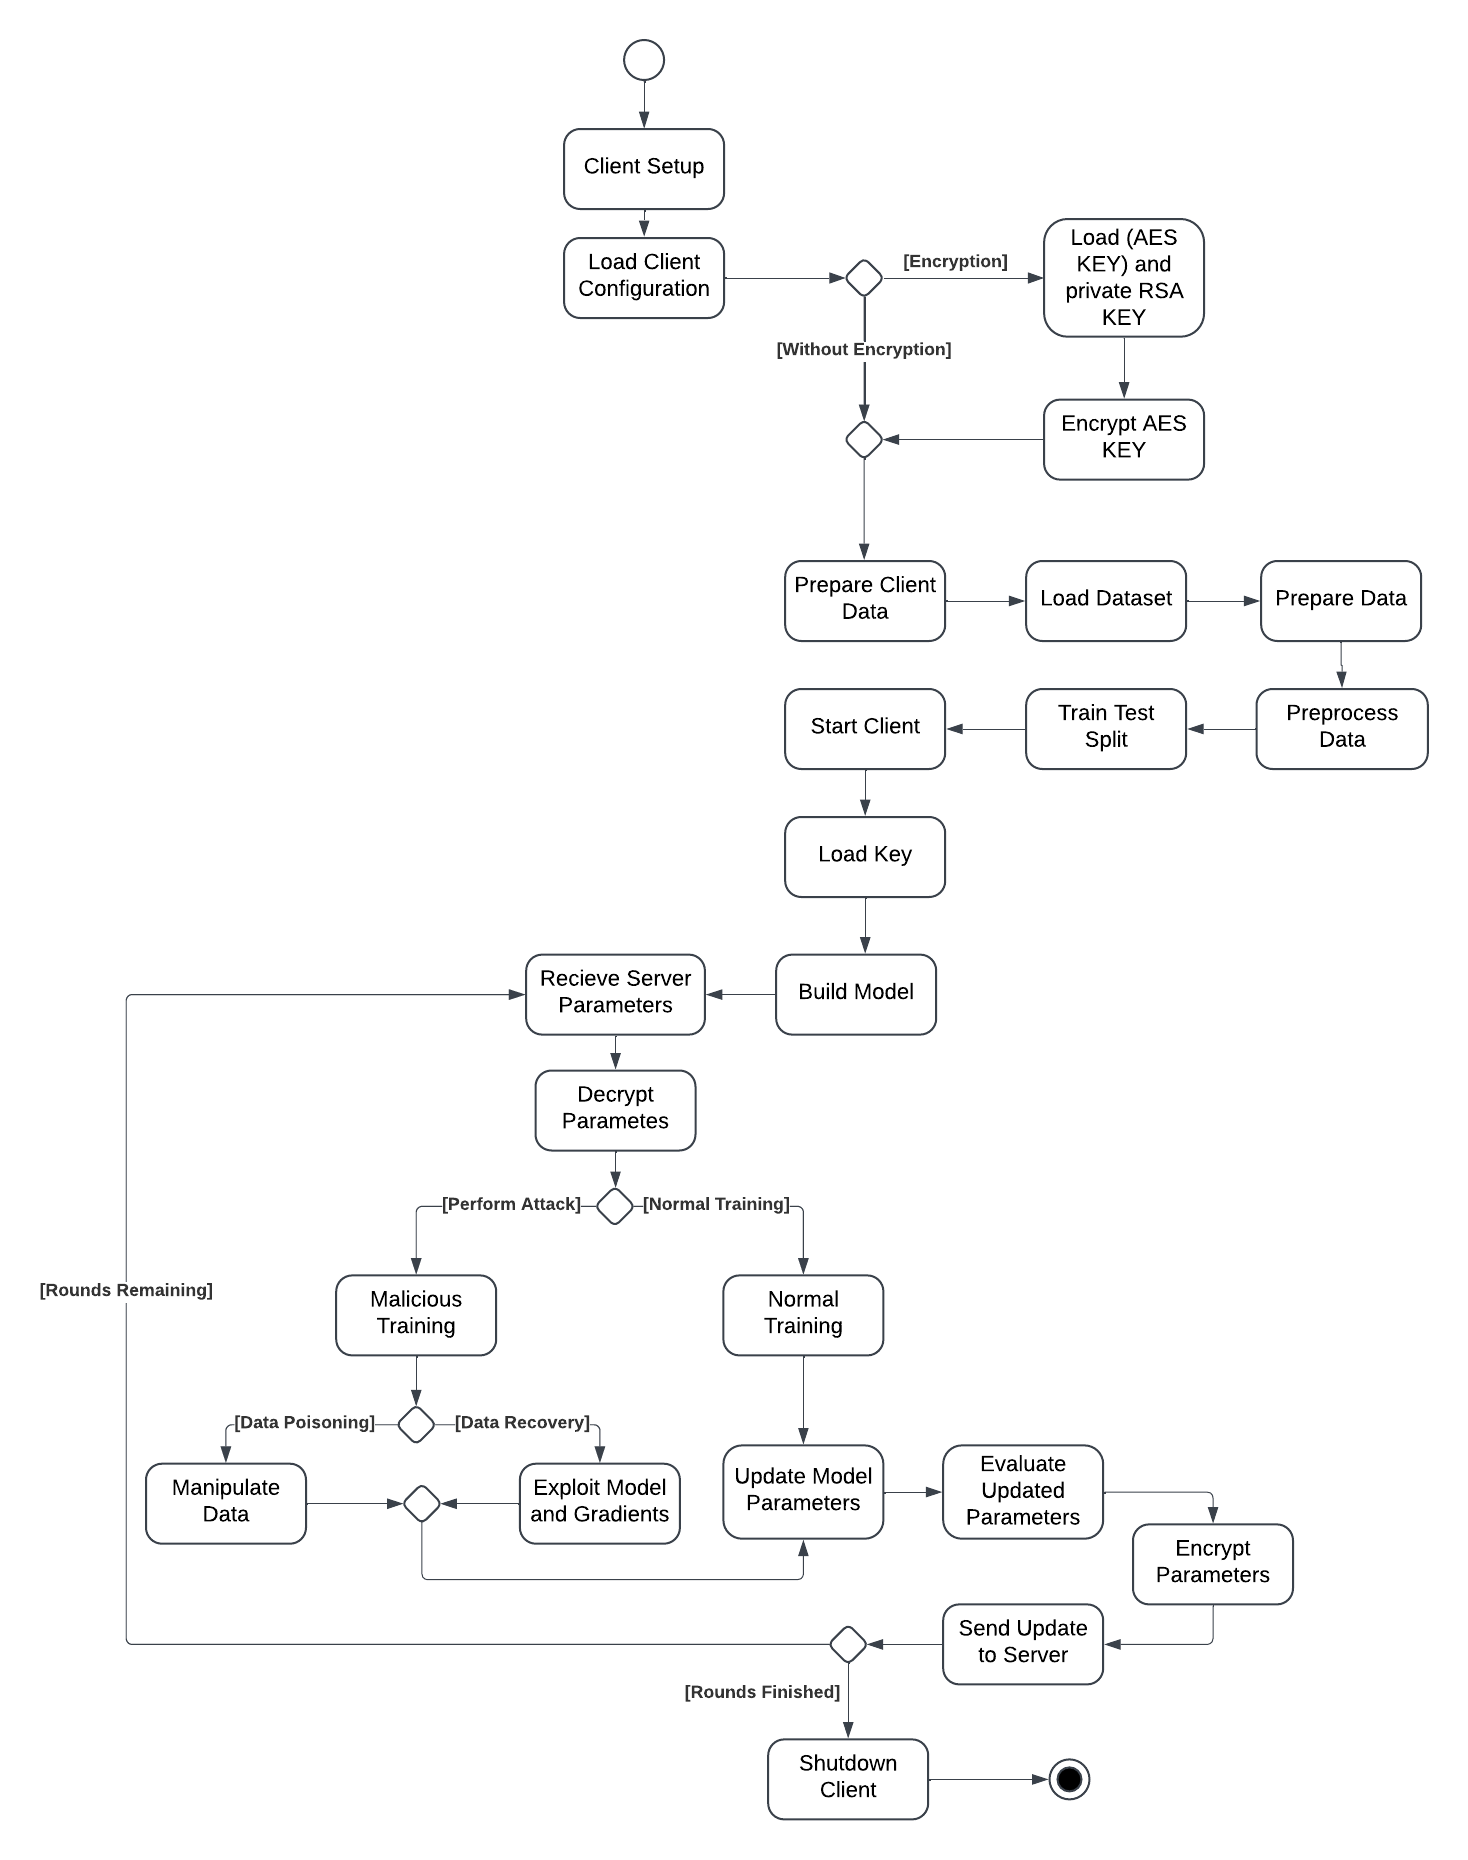 Client Setup
Load Client
Configuration
[Encryption]
Load (AES
KEY) and
private RSA
KEY
[Without Encryption]
Encrypt AES
KEY
Prepare Client
Data
Load Dataset
Prepare Data
Preprocess
Data
Train Test
Split
Start Client
Load Key
Build Model
Recieve Server
Parameters
Decrypt
Parametes
[Perform Attack]
[Normal Training]
[Rounds Remaining]
Malicious
Training
Normal
Training
[Data Poisoning]
[Data Recovery]
Manipulate
Data
Exploit Model
and Gradients
Update Model
Parameters
Evaluate
Updated
Parameters
Encrypt
Parameters
Send Update
to Server
[Rounds Finished]
Shutdown
Client